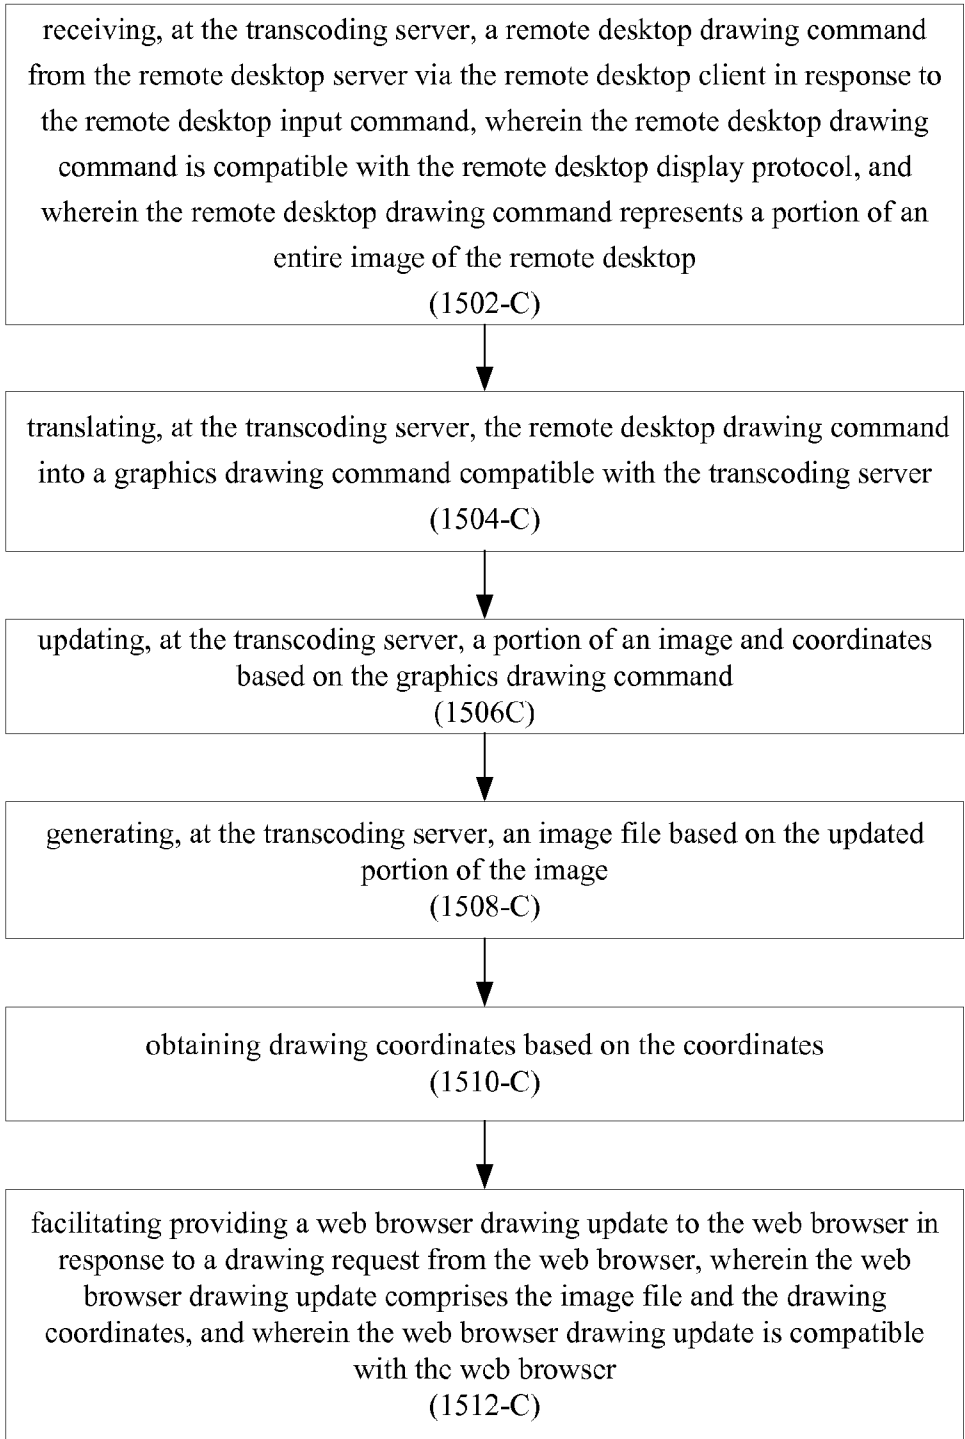 receiving, at the transcoding server, a remote desktop drawing command
from the remote desktop server via the remote desktop client in response to
the remote desktop input command, wherein the remote desktop drawing
command is compatible with the remote desktop display protocol, and
wherein the remote desktop drawing command represents a portion of an
entire image of the remote desktop
(1502-C)
translating, at the transcoding server, the remote desktop drawing command
into a graphics drawing command compatible with the transcoding server
(1504-C)
updating, at the transcoding server, a portion of an image and coordinates
based on the graphics drawing command
(1506C)
generating, at the transcoding server, an image file based on the updated
portion of the image
(1508-C)
obtaining drawing coordinates based on the coordinates
(1510-C)
facilitating providing a web browser drawing update to the web browser in
response to a drawing request from the web browser, wherein the web
browser drawing update comprises the image file and the drawing
coordinates, and wherein the web browser drawing update is compatible
with the web browser
(1512-C)